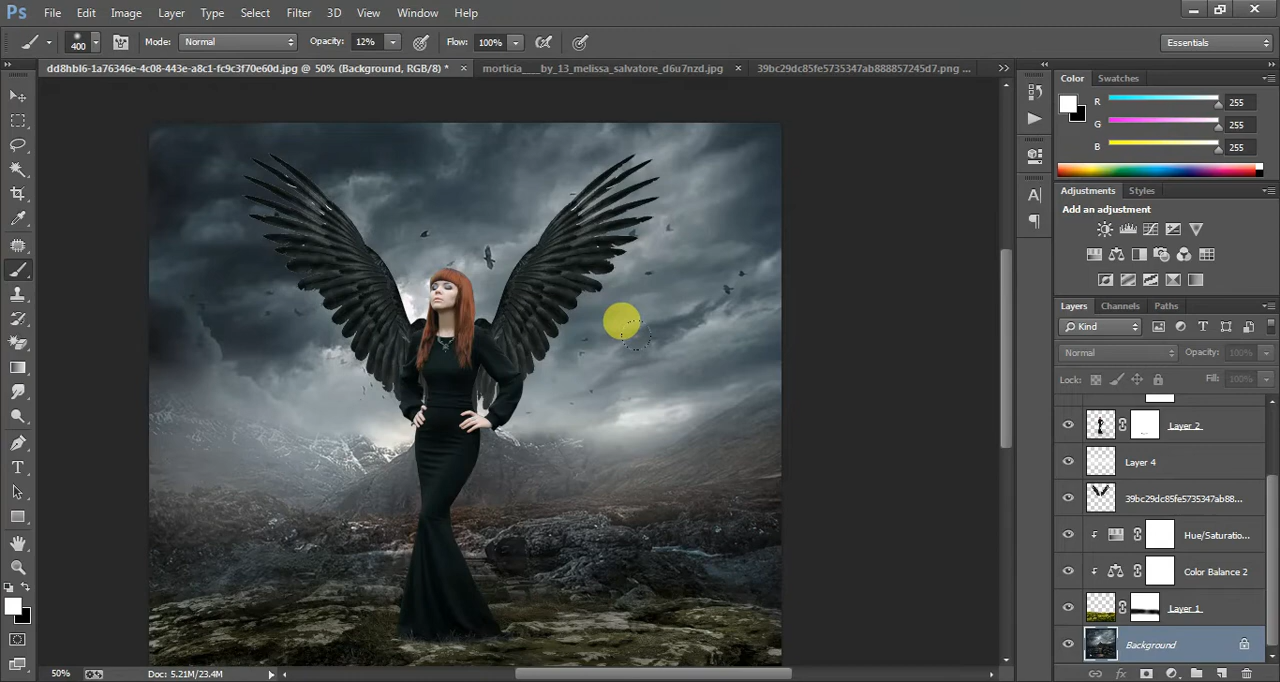 Ps File Edit Image Layer Type Select Filter 3D View Window Help
400 Mode: Normal Opacity: 12% Flow: 100% Essentials
dd8hbl6-1a76346e-4c08-443e-a8c1-fc9c3f70e60d.jpg @ 50% (Background, RGB/8) * morticia___by_13_melissa_salvatore_d6u7nzd.jpg 39bc29dc85fe5735347ab888857245d7.png ...
Color Swatches
R 255
G 255
B 255
Adjustments Styles
Add an adjustment
Layers Channels Paths
Kind
Normal Opacity: 100%
Lock: Fill: 100%
Layer 2
Layer 4
39bc29dc85fe5735347ab88...
Hue/Saturatio...
Color Balance 2
Layer 1
Background
50% Doc: 5.21M/23.4M